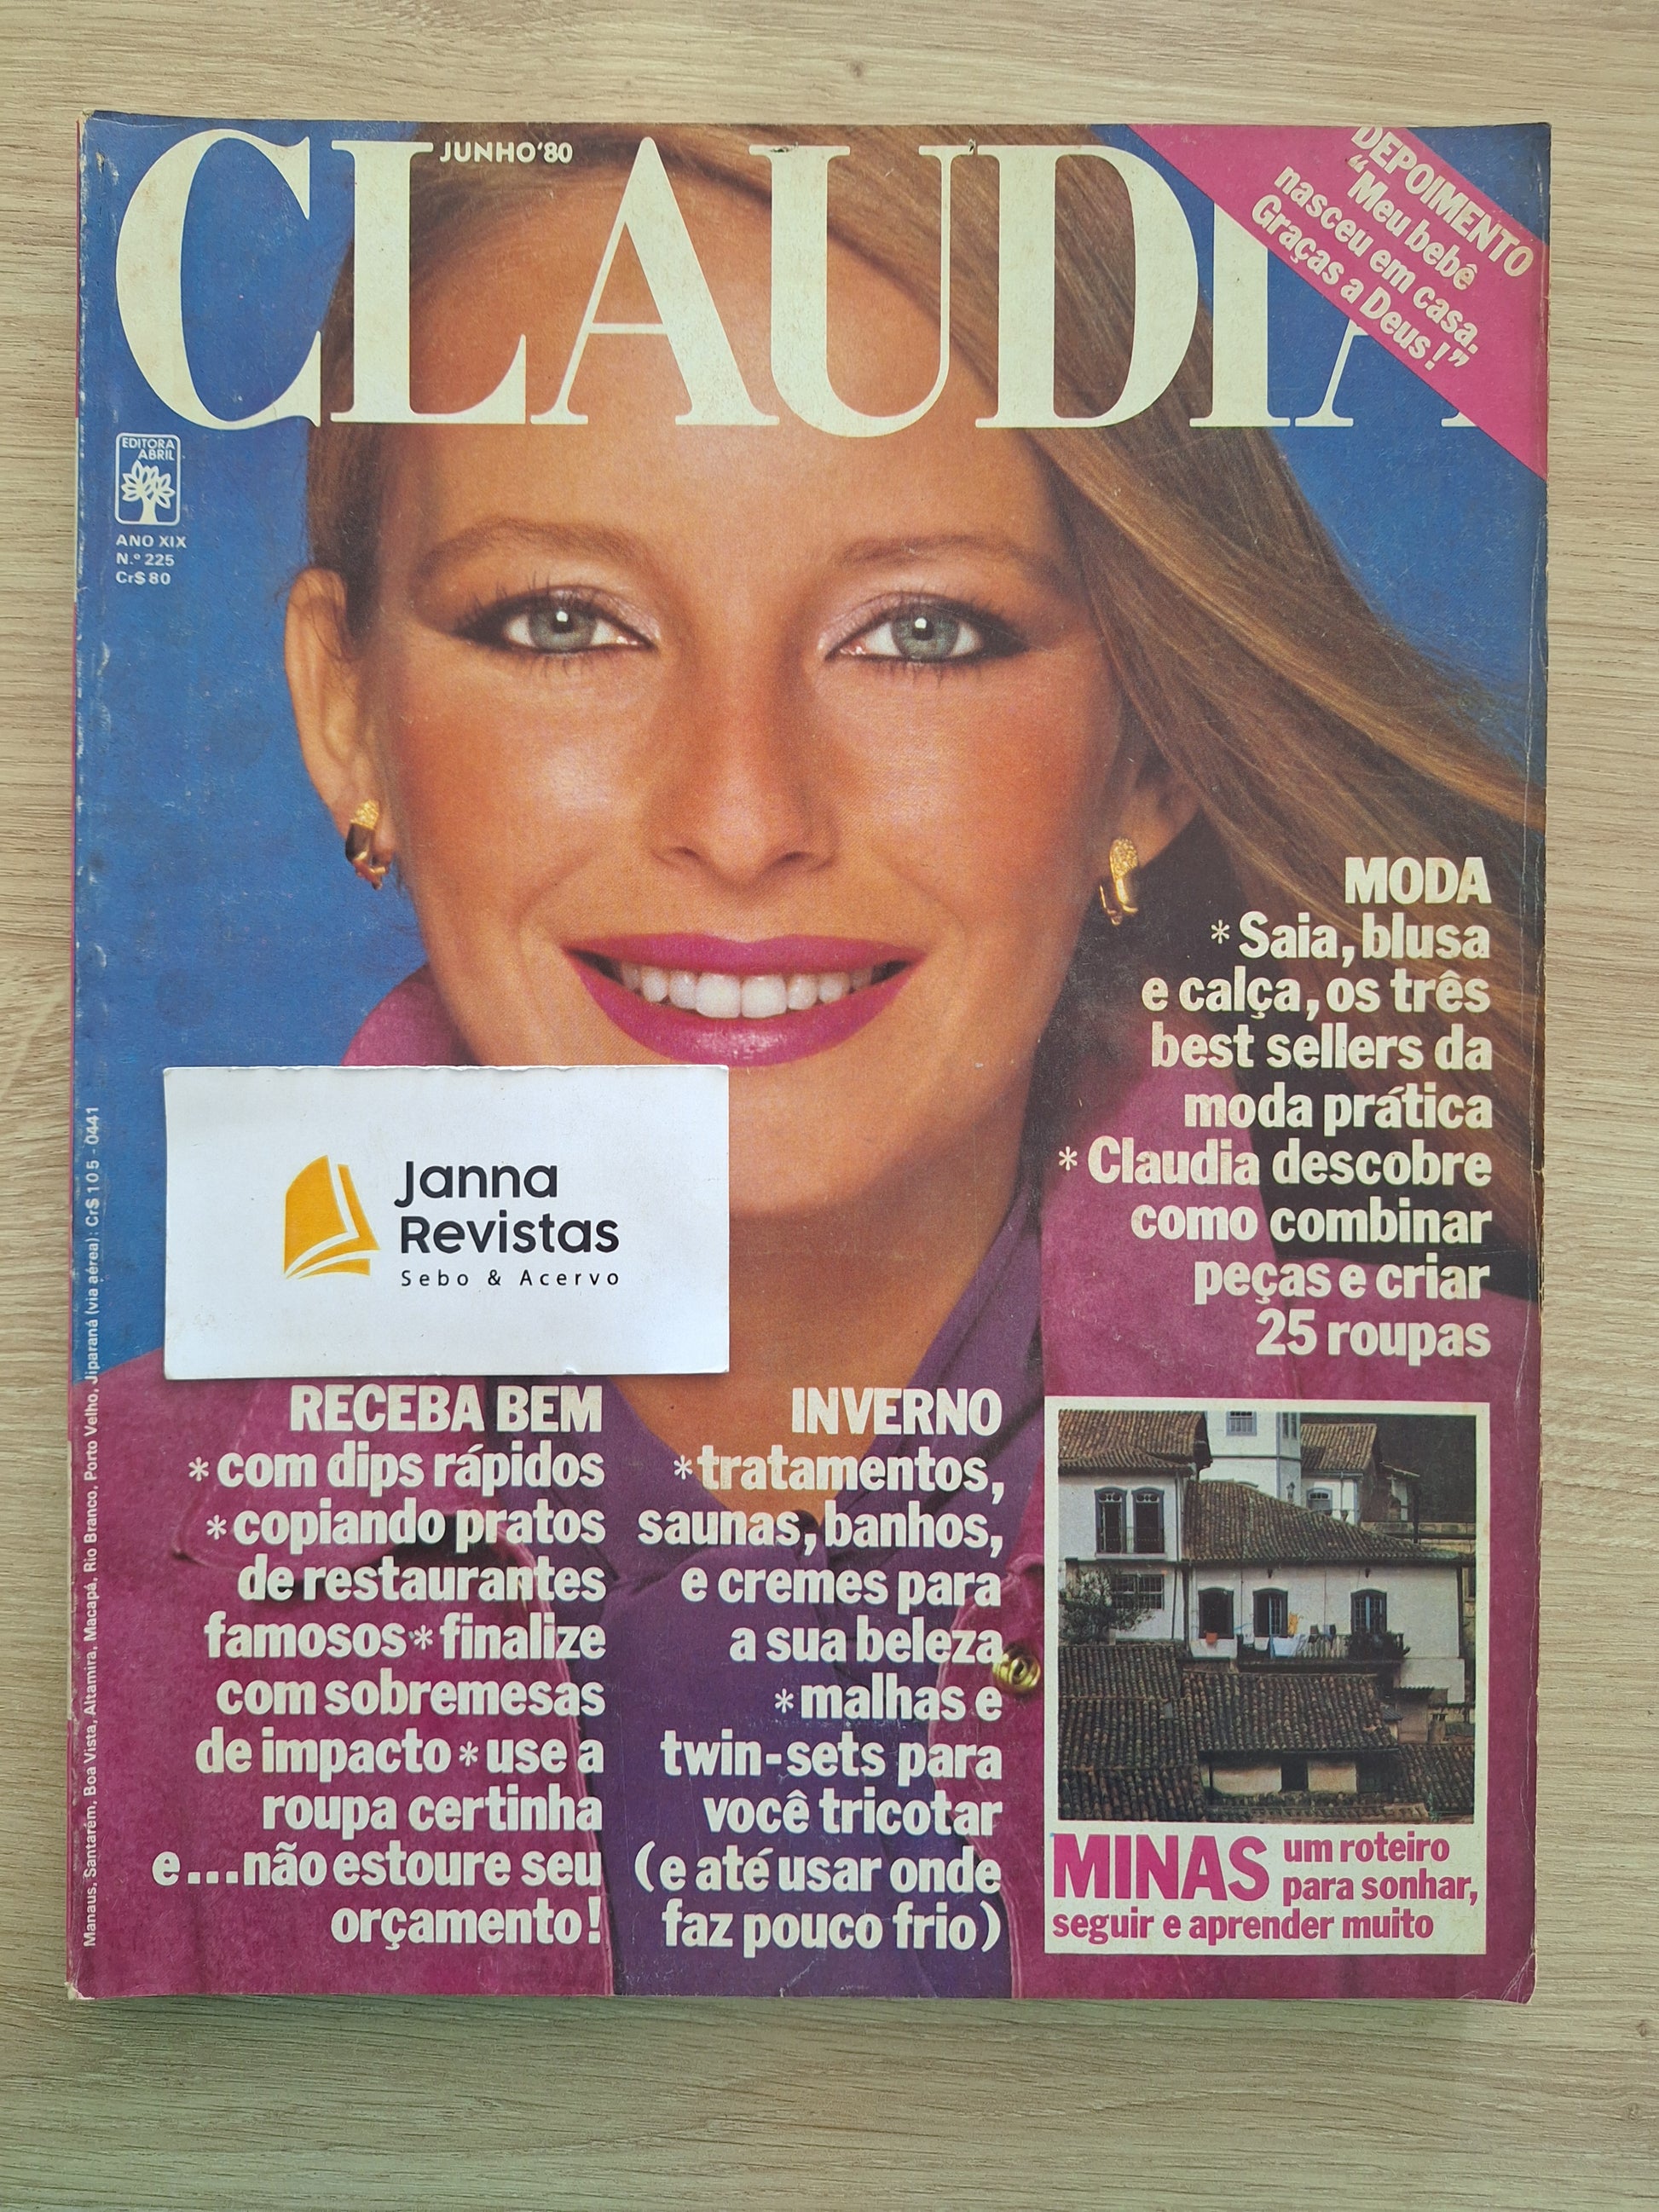 CLAUDIA
JUNHO'80
DEPOIMENTO
“Meu bebê
nasceu em casa.
Graças a Deus!”
EDITORA
ABRIL
ANO XIX
N.º 225
Cr$ 80
MODA
* Saia, blusa
e calça, os três
best sellers da
moda prática
* Claudia descobre
como combinar
peças e criar
25 roupas
Janna
Revistas
Sebo & Acervo
RECEBA BEM
* com dips rápidos
* copiando pratos
de restaurantes
famosos * finalize
com sobremesas
de impacto * use a
roupa certinha
e...não estoure seu
orçamento!
INVERNO
* tratamentos,
saunas, banhos,
e cremes para
a sua beleza
* malhas e
twin-sets para
você tricotar
(e até usar onde
faz pouco frio)
MINAS um roteiro
para sonhar,
seguir e aprender muito
Manaus, Santarém, Boa Vista, Altamira, Macapá, Rio Branco, Porto Velho, Jiparaná (via aérea): Cr$ 105 - 0441